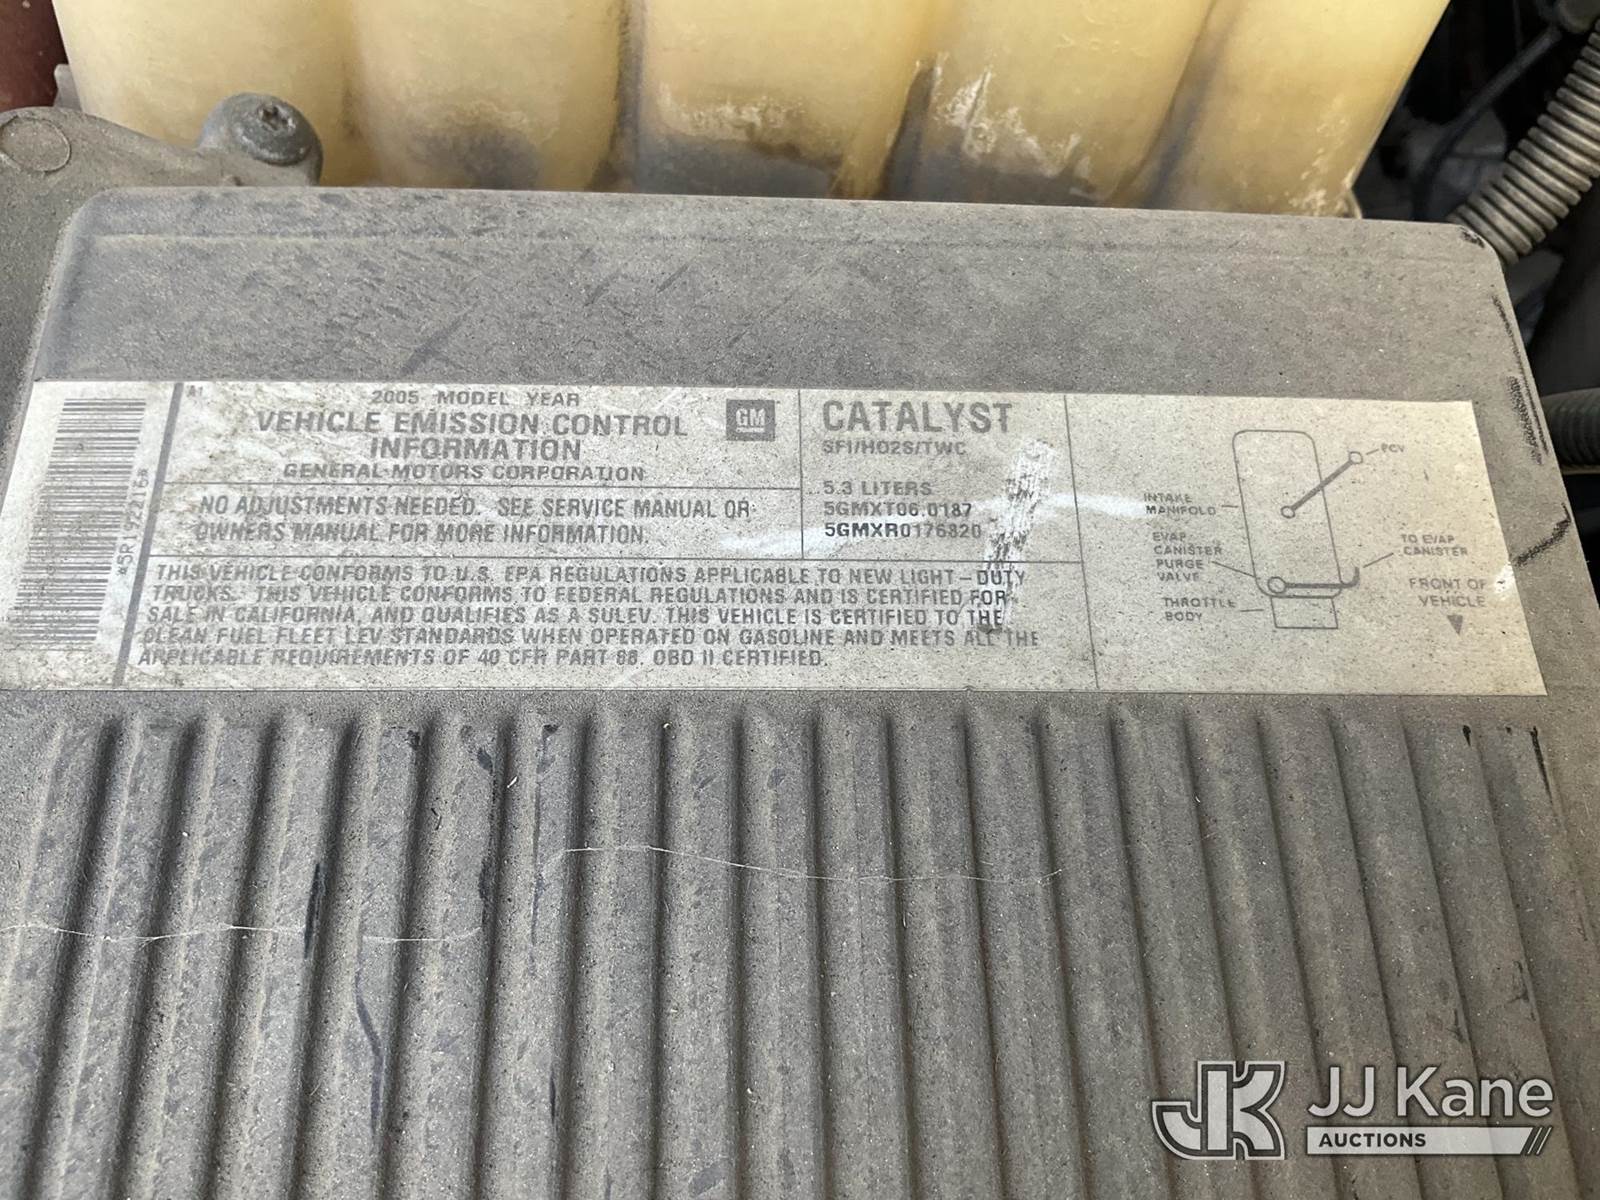 A1
2005 MODEL YEAR
VEHICLE EMISSION CONTROL
INFORMATION
GENERAL MOTORS CORPORATION
GM
NO ADJUSTMENTS NEEDED. SEE SERVICE MANUAL OR
OWNERS MANUAL FOR MORE INFORMATION.
*5R192216*
CATALYST
SFI/HO2S/TWC
5.3 LITERS
5GMXT06.0187
5GMXR0176820
THIS VEHICLE CONFORMS TO U.S. EPA REGULATIONS APPLICABLE TO NEW LIGHT-DUTY
TRUCKS. THIS VEHICLE CONFORMS TO FEDERAL REGULATIONS AND IS CERTIFIED FOR
SALE IN CALIFORNIA, AND QUALIFIES AS A SULEV. THIS VEHICLE IS CERTIFIED TO THE
CLEAN FUEL FLEET LEV STANDARDS WHEN OPERATED ON GASOLINE AND MEETS ALL THE
APPLICABLE REQUIREMENTS OF 40 CFR PART 88. OBD II CERTIFIED.
PCV
INTAKE
MANIFOLD
EVAP
CANISTER
PURGE
VALVE
THROTTLE
BODY
TO EVAP
CANISTER
FRONT OF
VEHICLE
JK JJ Kane
AUCTIONS